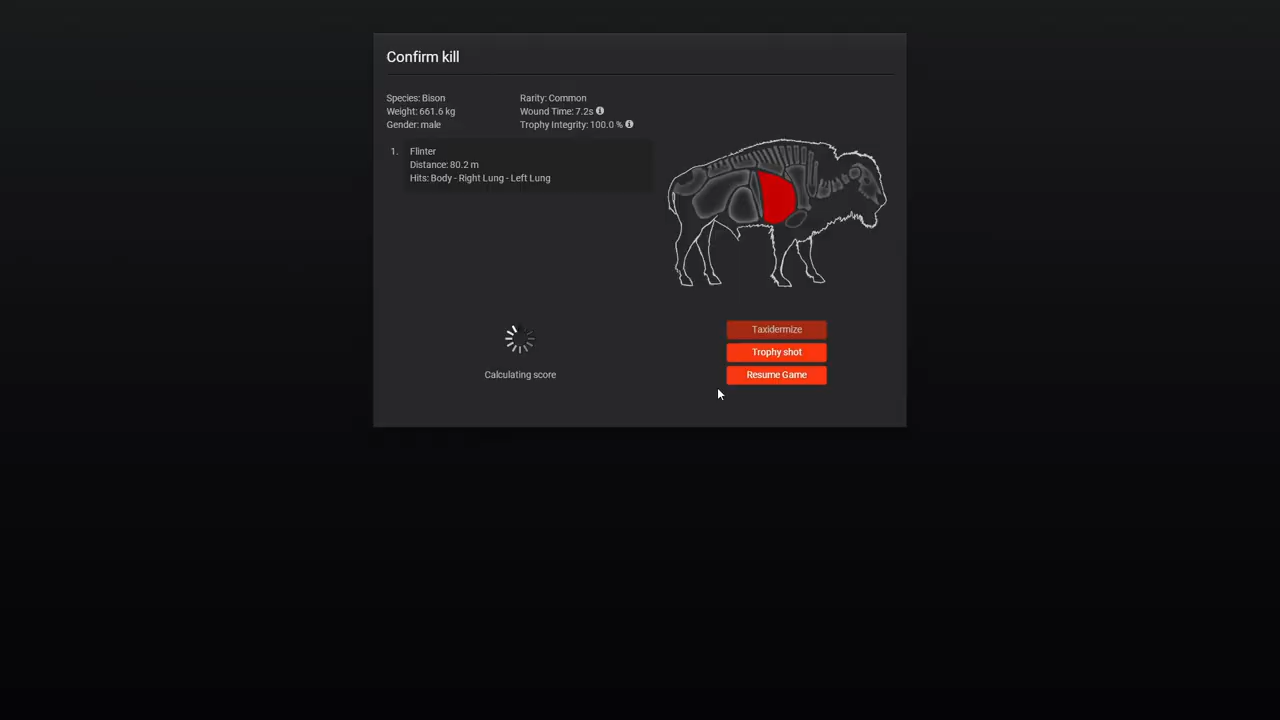 Confirm kill
Species: Bison
Rarity: Common
Weight: 661.6 kg
Wound Time: 7.2s
Gender: male
Trophy Integrity: 100.0 %
1. Flinter
Distance: 80.2 m
Hits: Body - Right Lung - Left Lung
Taxidermize
Trophy shot
Calculating score
Resume Game